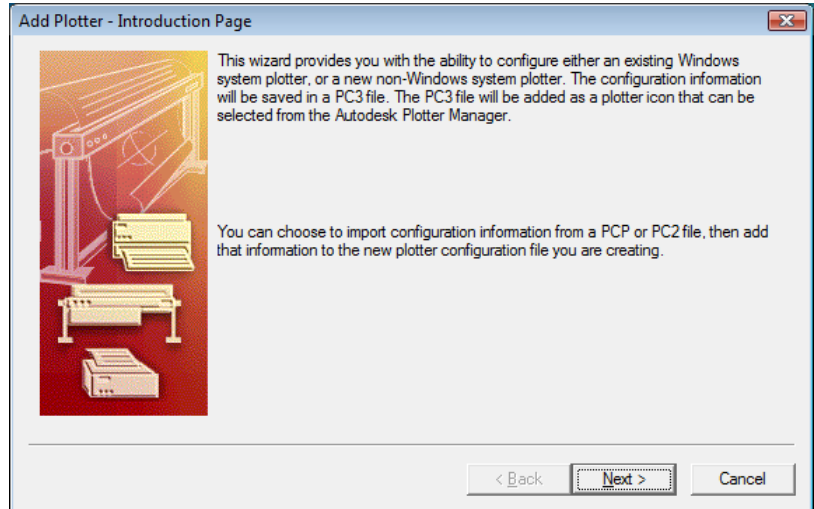 Add Plotter - Introduction Page
This wizard provides you with the ability to configure either an existing Windows
system plotter, or a new non-Windows system plotter. The configuration information
will be saved in a PC3 file. The PC3 file will be added as a plotter icon that can be
selected from the Autodesk Plotter Manager.
You can choose to import configuration information from a PCP or PC2 file, then add
that information to the new plotter configuration file you are creating.
< Back
Next >
Cancel